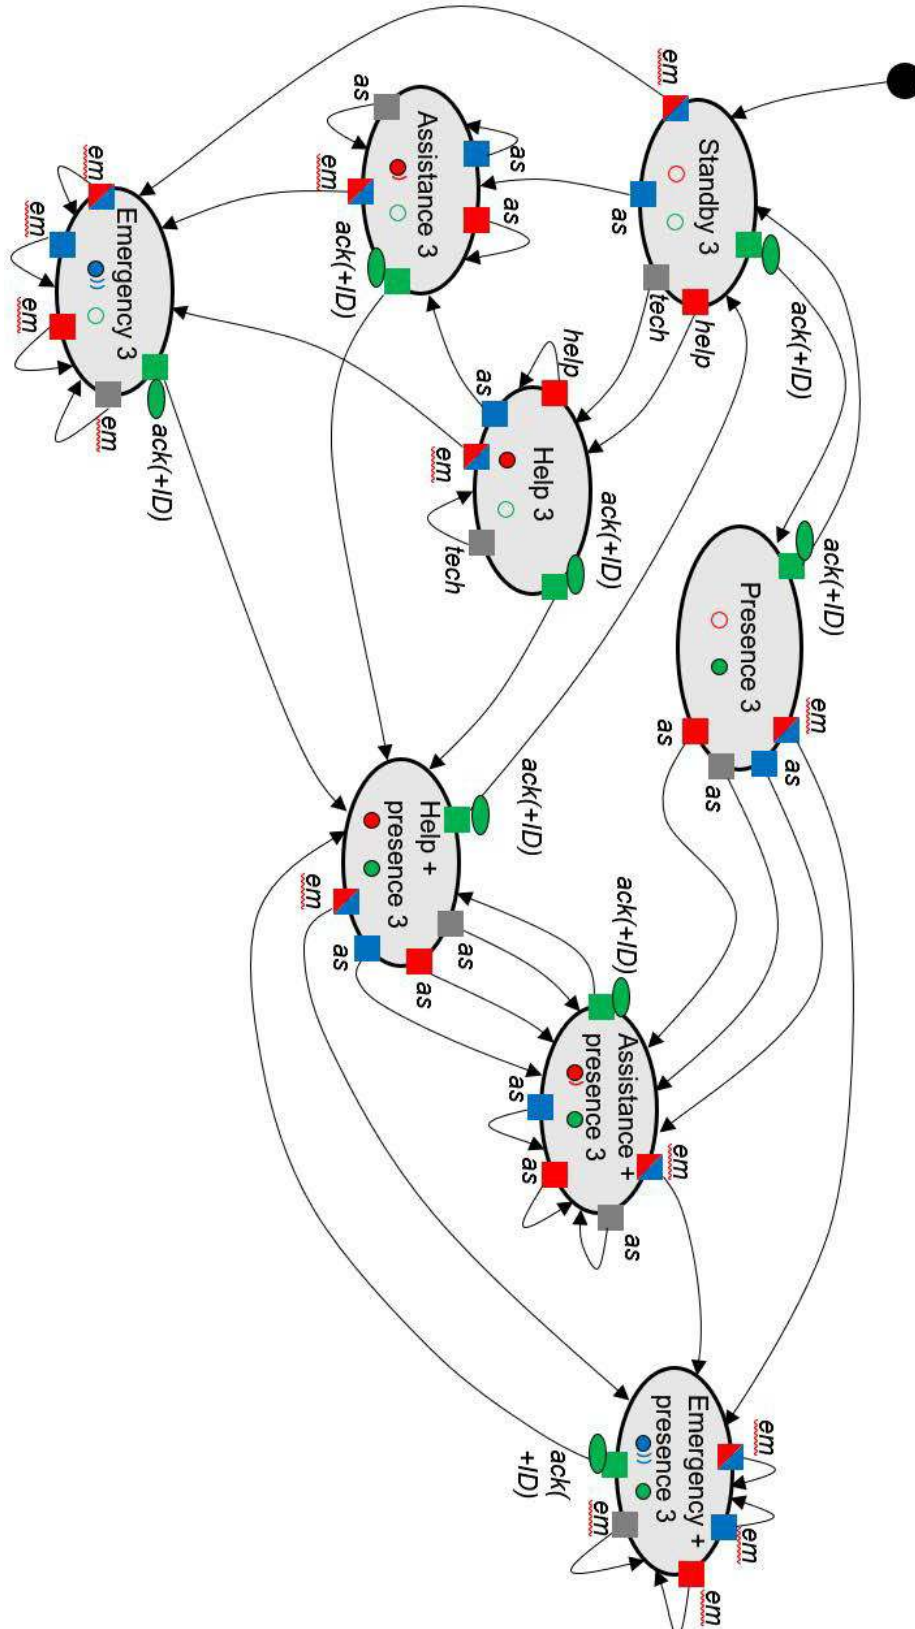 em
Standby 3
as
ack(+ID)
tech
help
as
Assistance 3
as
as
em
ack(+ID)
em
Emergency 3
em
em
ack(+ID)
em
help
as
Help 3
em
ack(+ID)
tech
ack(+ID)
Presence 3
em
as
as
as
ack(+ID)
Help +
presence 3
em
as
as
as
ack(+ID)
Assistance +
presence 3
as
as
em
as
Emergency +
presence 3
em
em
em
em
ack(
+ID)